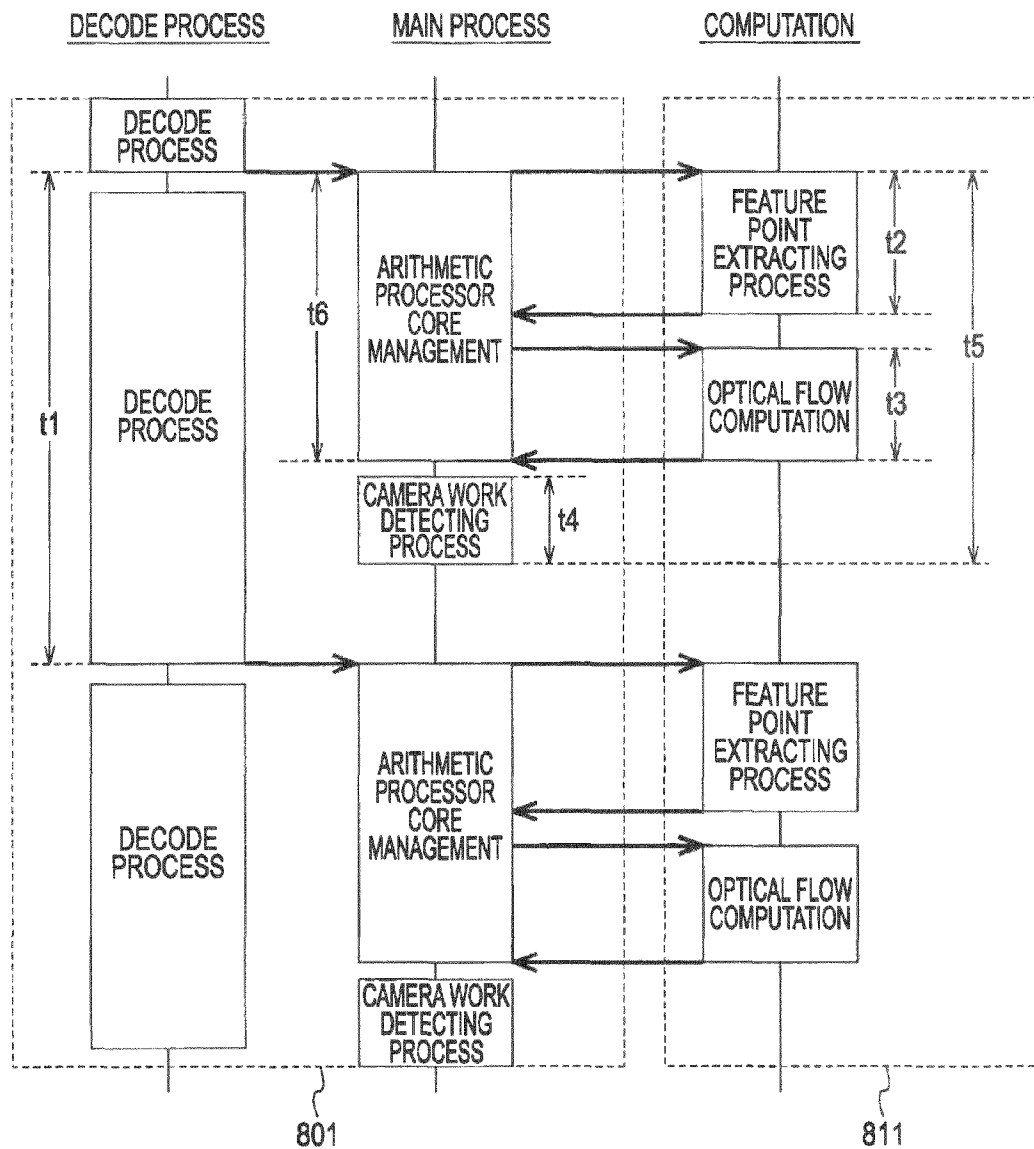 DECODE PROCESS
MAIN PROCESS
COMPUTATION
DECODE
PROCESS
t1
DECODE
PROCESS
t6
ARITHMETIC
PROCESSOR
CORE
MANAGEMENT
FEATURE
POINT
EXTRACTING
PROCESS
t2
t5
OPTICAL FLOW
COMPUTATION
t3
CAMERA WORK
DETECTING
PROCESS
t4
DECODE
PROCESS
ARITHMETIC
PROCESSOR
CORE
MANAGEMENT
FEATURE
POINT
EXTRACTING
PROCESS
OPTICAL FLOW
COMPUTATION
CAMERA WORK
DETECTING
PROCESS
801
811